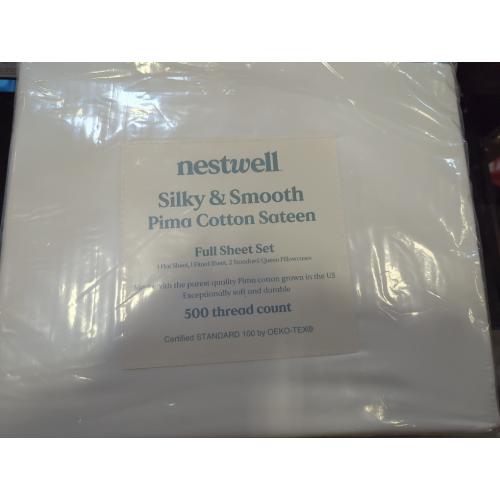 nestwell
Silky & Smooth
Pima Cotton Sateen
Full Sheet Set
1 Flat Sheet, 1 Fitted Sheet, 2 Standard/Queen Pillowcases
with the purest quality Pima cotton grown in the US
Exceptionally soft and durable
500 thread count
Certified STANDARD 100 by OEKO-TEX®